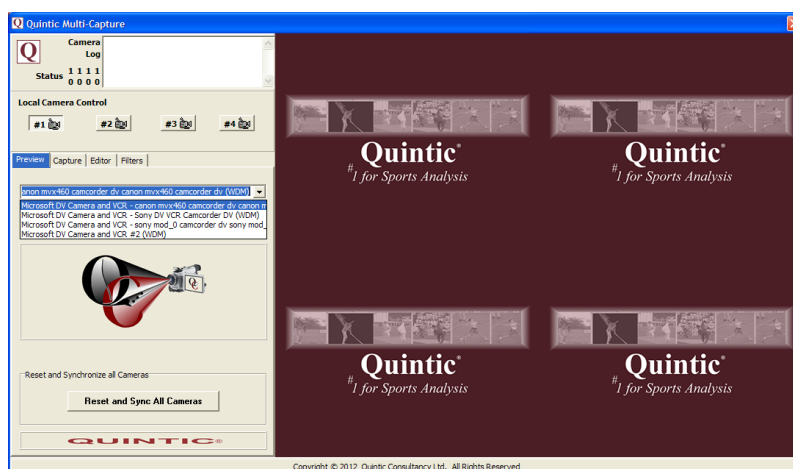 Quintic Multi-Capture
Q
Camera
Log
Status
1 1 1 1
0 0 0 0
Local Camera Control
#1
#2
#3
#4
Preview
Capture
Editor
Filters
anon mvx460 camcorder dv canon mvx460 camcorder dv (WDM)
Microsoft DV Camera and VCR - canon mvx460 camcorder dv canon m
Microsoft DV Camera and VCR - Sony DV VCR Camcorder DV (WDM)
Microsoft DV Camera and VCR - sony mod_0 camcorder dv sony mod_
Microsoft DV Camera and VCR #2 (WDM)
Reset and Synchronize all Cameras
Reset and Sync All Cameras
QUINTIC®
Quintic®
#1 for Sports Analysis
Quintic®
#1 for Sports Analysis
Quintic®
#1 for Sports Analysis
Quintic®
#1 for Sports Analysis
Copyright © 2012 Quintic Consultancy Ltd. All Rights Reserved